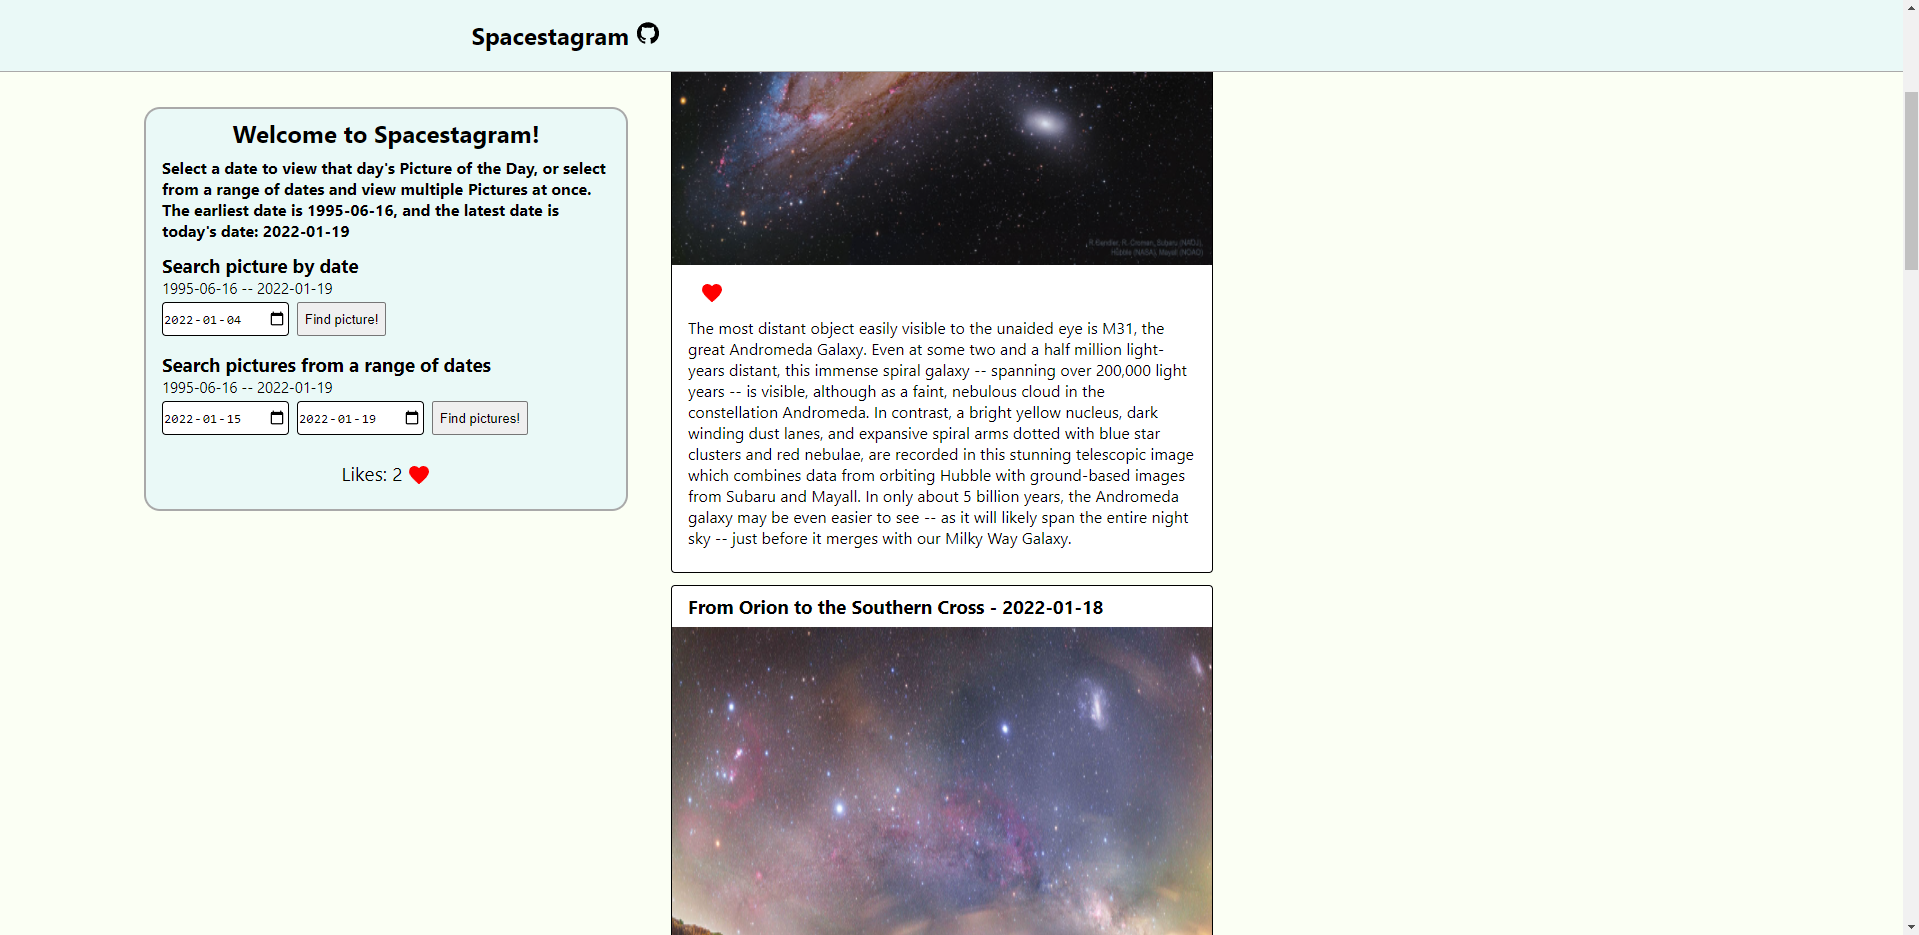 Spacestagram
Welcome to Spacestagram!
Select a date to view that day's Picture of the Day, or select
from a range of dates and view multiple Pictures at once.
The earliest date is 1995-06-16, and the latest date is
today's date: 2022-01-19
Search picture by date
1995-06-16 -- 2022-01-19
2022-01-04 Find picture!
Search pictures from a range of dates
1995-06-16 -- 2022-01-19
2022-01-15 2022-01-19 Find pictures!
Likes: 2
Subaru (NAOJ),
Hubble (NASA), Mayall (NOAO)
The most distant object easily visible to the unaided eye is M31, the
great Andromeda Galaxy. Even at some two and a half million light-
years distant, this immense spiral galaxy -- spanning over 200,000 light
years -- is visible, although as a faint, nebulous cloud in the
constellation Andromeda. In contrast, a bright yellow nucleus, dark
winding dust lanes, and expansive spiral arms dotted with blue star
clusters and red nebulae, are recorded in this stunning telescopic image
which combines data from orbiting Hubble with ground-based images
from Subaru and Mayall. In only about 5 billion years, the Andromeda
galaxy may be even easier to see -- as it will likely span the entire night
sky -- just before it merges with our Milky Way Galaxy.
From Orion to the Southern Cross - 2022-01-18